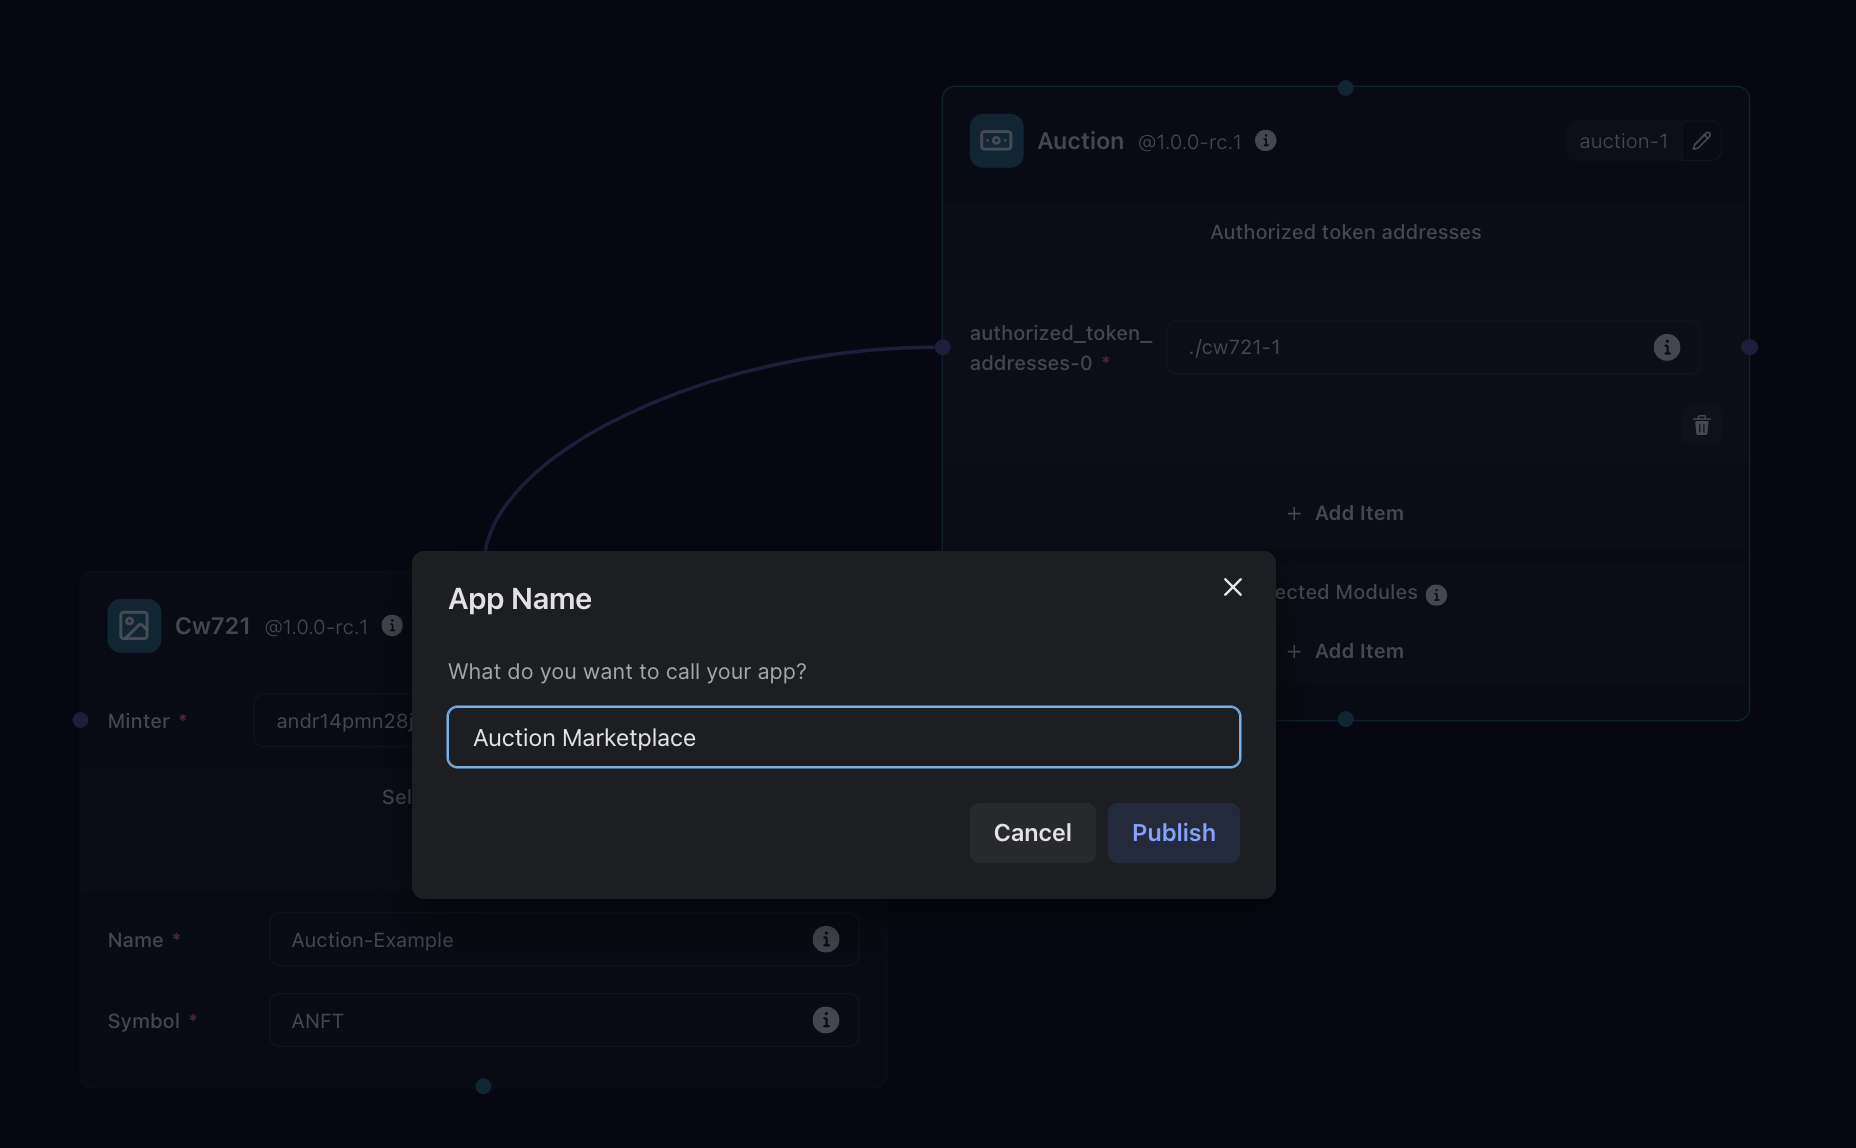 Auction @1.0.0-rc.1
auction-1
Authorized token addresses
authorized_token_
addresses-0 *
./cw721-1
+ Add Item
ected Modules
+ Add Item
App Name
What do you want to call your app?
Auction Marketplace
Cancel
Publish
Cw721 @1.0.0-rc.1
Minter *
andr14pmn28j
Sel
Name *
Auction-Example
Symbol *
ANFT